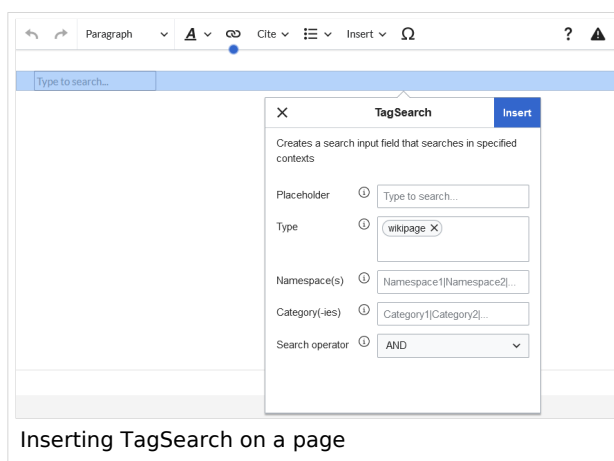 Paragraph A Cite Insert Ω ?
Type to search...
TagSearch Insert
Creates a search input field that searches in specified
contexts
Placeholder Type to search...
Type wikipage
Namespace(s) Namespace1|Namespace2|...
Category(-ies) Category1|Category2|...
Search operator AND
Inserting TagSearch on a page